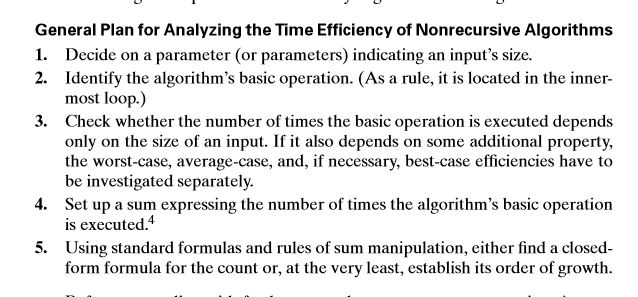 General Plan for Analyzing the Time Efficiency of Nonrecursive Algorithms
1. Decide on a parameter (or parameters) indicating an input's size.
2. Identify the algorithm's basic operation. (As a rule, it is located in the inner-
most loop.)
3. Check whether the number of times the basic operation is executed depends
only on the size of an input. If it also depends on some additional property,
the worst-case, average-case, and, if necessary, best-case efficiencies have to
be investigated separately.
4. Set up a sum expressing the number of times the algorithm's basic operation
is executed.⁴
5. Using standard formulas and rules of sum manipulation, either find a closed-
form formula for the count or, at the very least, establish its order of growth.